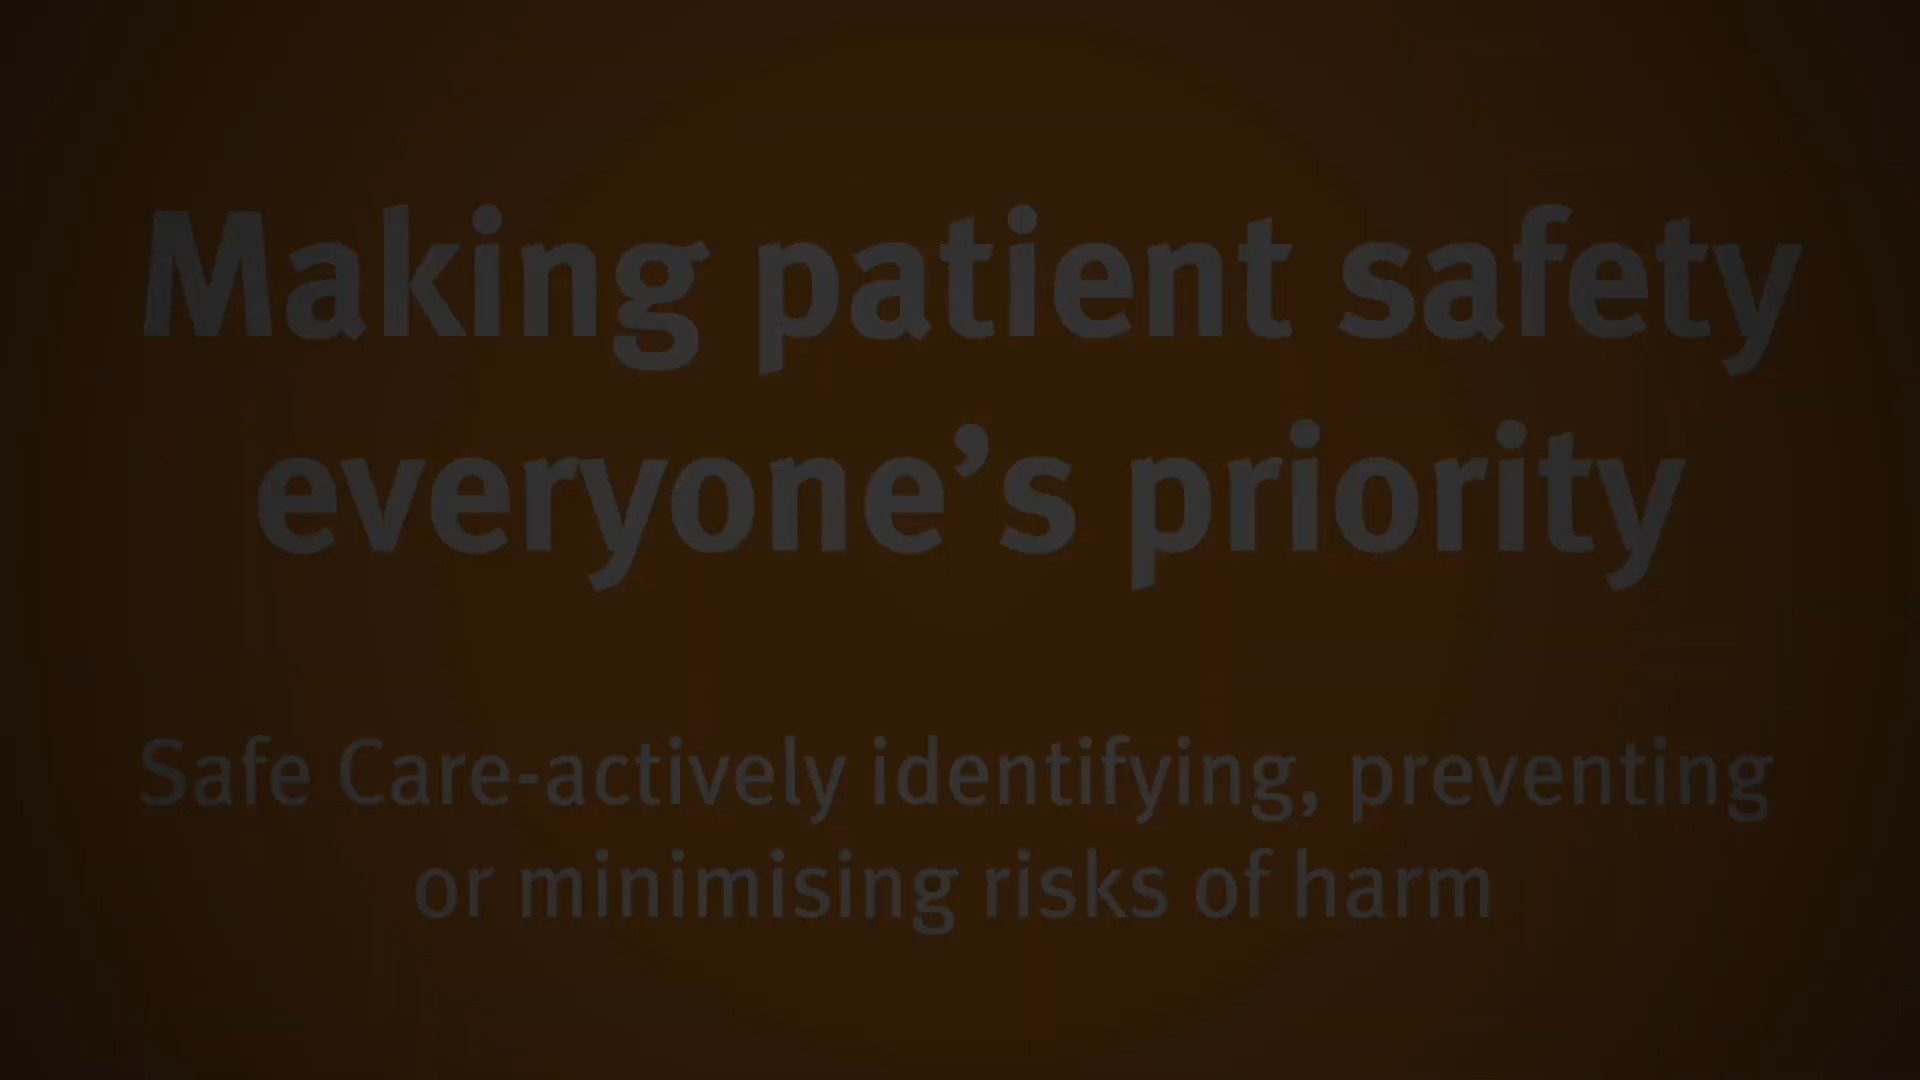 Making patient safety
everyone’s priority
Safe Care-actively identifying, preventing
or minimising risks of harm